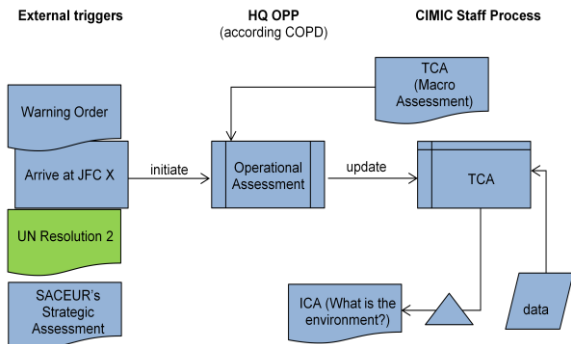 External triggers
HQ OPP
(according COPD)
CIMIC Staff Process
Warning Order
TCA
(Macro
Assessment)
Arrive at JFC X
initiate
Operational
Assessment
update
TCA
UN Resolution 2
SACEUR's
Strategic
Assessment
ICA (What is the
environment?)
data